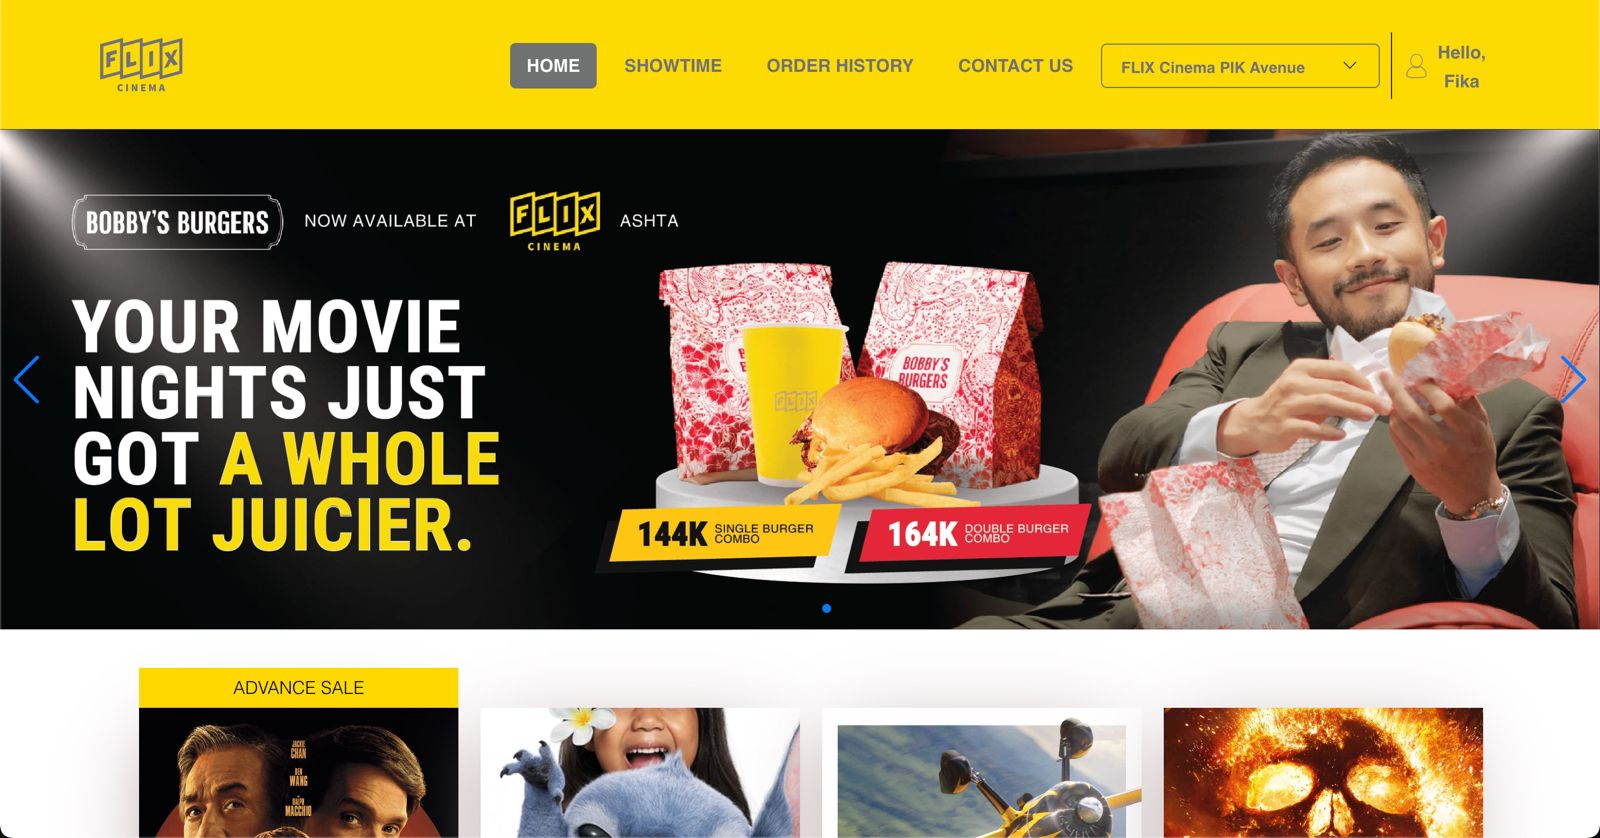 FLIX
CINEMA
HOME
SHOWTIME
ORDER HISTORY
CONTACT US
FLIX Cinema PIK Avenue
Hello,
Fika
BOBBY'S BURGERS
NOW AVAILABLE AT
FLIX
CINEMA
ASHTA
YOUR MOVIE
NIGHTS JUST
GOT A WHOLE
LOT JUICIER.
BOBBY'S
BURGERS
FLIX
144K
SINGLE BURGER
COMBO
164K
DOUBLE BURGER
COMBO
ADVANCE SALE
JACKIE
CHAN
BEN
WANG
RALPH
MACCHIO